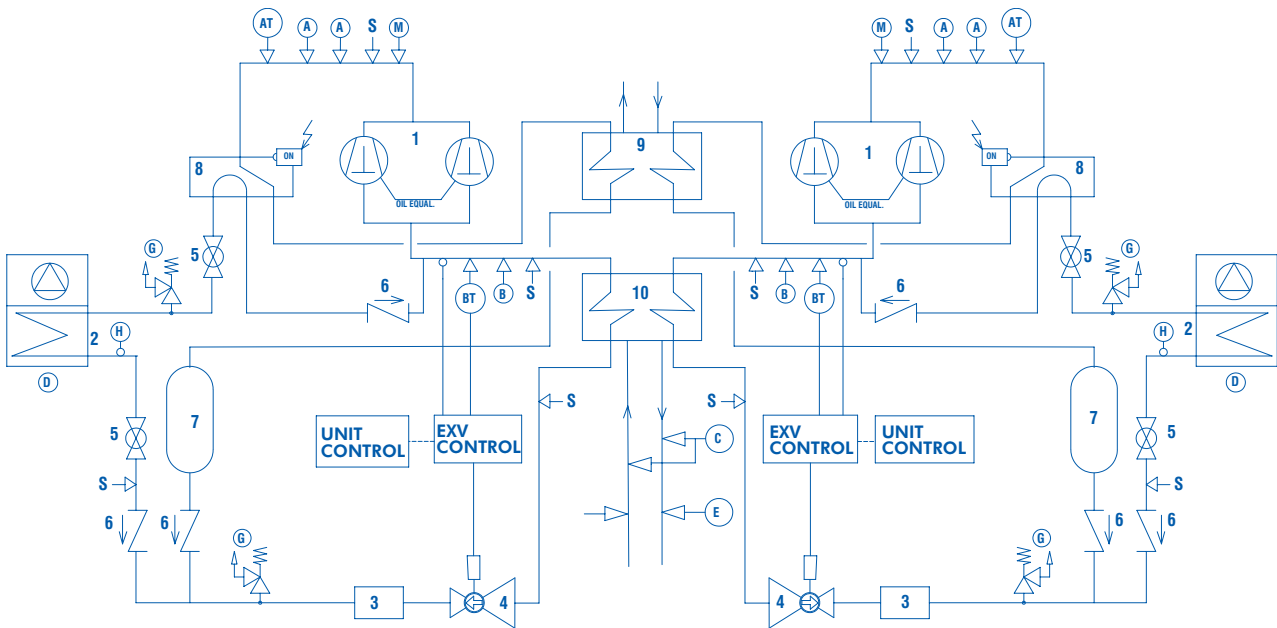 AT A A S M
M S A A AT
ON
8
1
OIL EQUAL.
9
1
OIL EQUAL.
ON
8
G
5
5
G
2
H
D
6
BT
B
S
10
S
B
BT
6
2
H
D
7
5
S
6
6
UNIT
CONTROL
EXV
CONTROL
S
C
E
S
EXV
CONTROL
UNIT
CONTROL
7
5
S
6
6
G
3
4
4
3
G